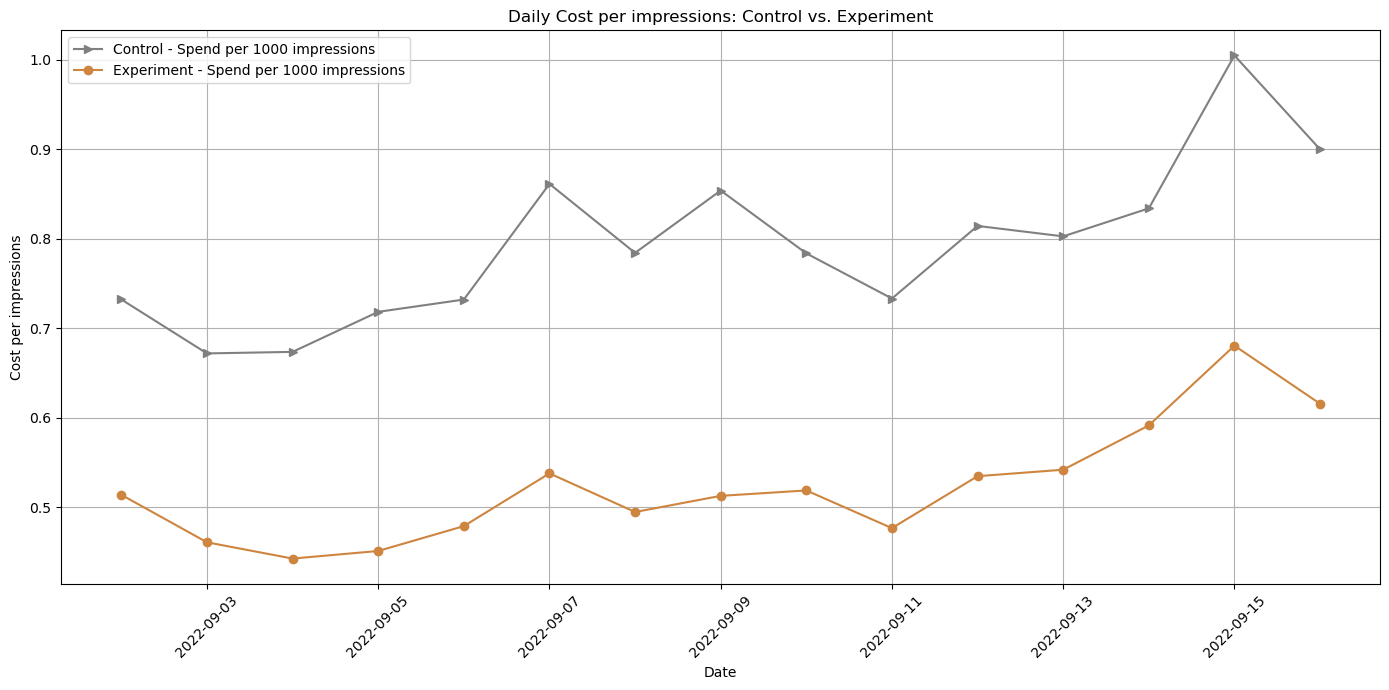 Daily Cost per impressions: Control vs. Experiment
Control - Spend per 1000 impressions
Experiment - Spend per 1000 impressions
Cost per impressions
1.0
0.9
0.8
0.7
0.6
0.5
2022-09-03
2022-09-05
2022-09-07
2022-09-09
2022-09-11
2022-09-13
2022-09-15
Date